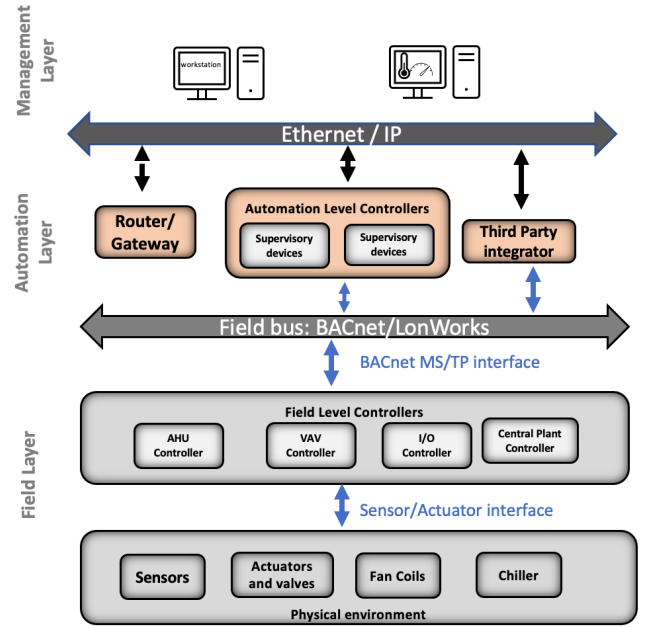 Management
Layer
workstation
Ethernet / IP
Automation
Layer
Router/
Gateway
Automation Level Controllers
Supervisory
devices
Supervisory
devices
Third Party
integrator
Field bus: BACnet/LonWorks
BACnet MS/TP interface
Field Layer
Field Level Controllers
AHU
Controller
VAV
Controller
I/O
Controller
Central Plant
Controller
Sensor/Actuator interface
Sensors
Actuators
and valves
Fan Coils
Chiller
Physical environment